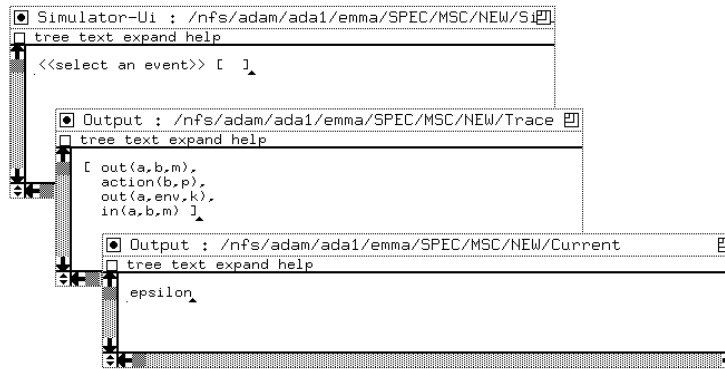 Simulator-Ui : /nfs/adam/ada1/emma/SPEC/MSC/NEW/Si
tree text expand help
<<select an event>> [ ]
Output : /nfs/adam/ada1/emma/SPEC/MSC/NEW/Trace
tree text expand help
[ out(a,b,m),
action(b,p),
out(a,env,k),
in(a,b,m) ]
Output : /nfs/adam/ada1/emma/SPEC/MSC/NEW/Current
tree text expand help
epsilon